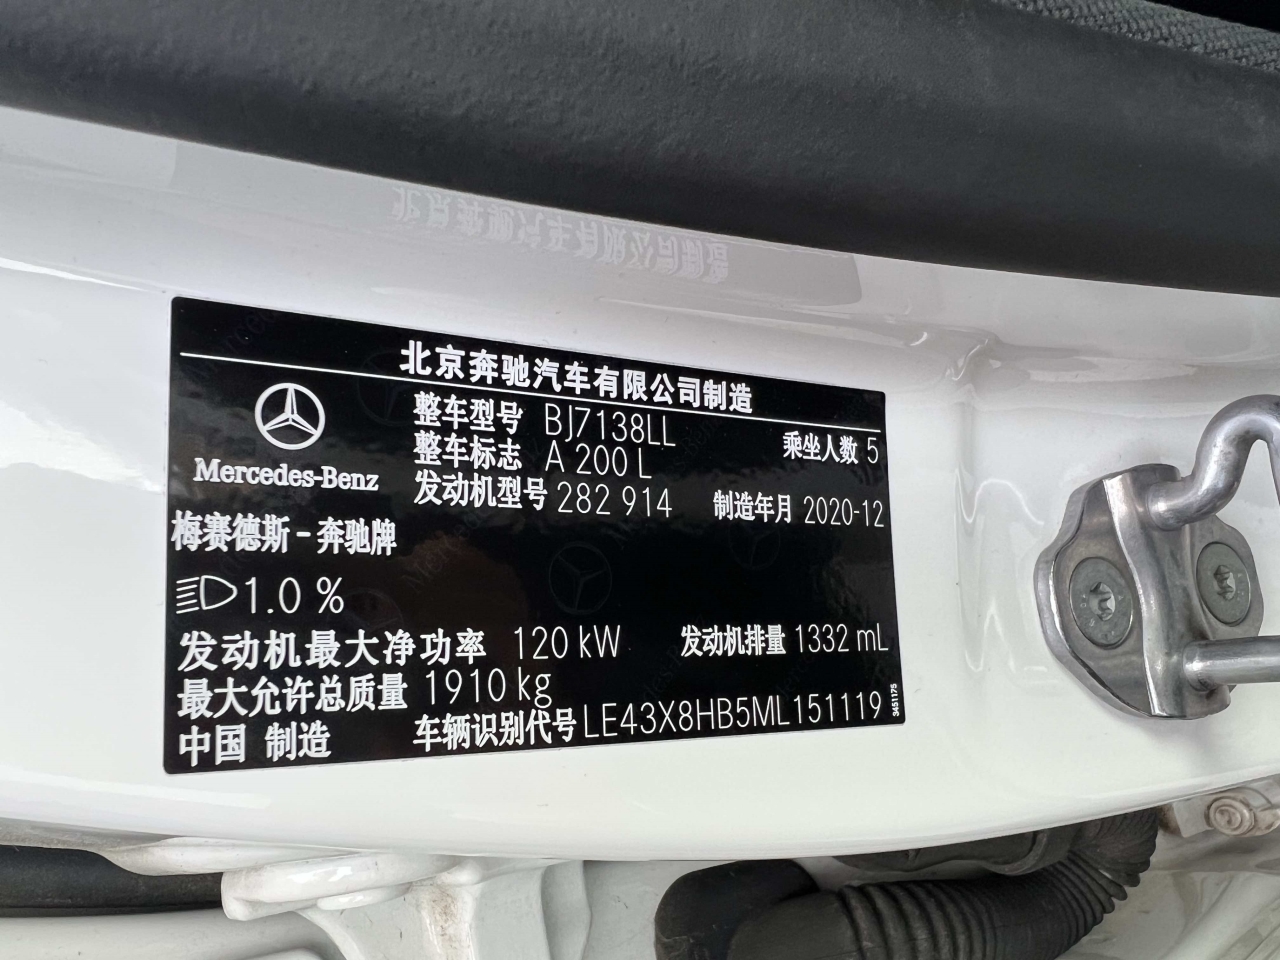 北京奔驰汽车有限公司制造
整车型号 BJ7138LL
乘坐人数 5
整车标志 A 200 L
发动机型号 282 914
制造年月 2020-12
Mercedes-Benz
梅赛德斯-奔驰牌
1.0 %
发动机最大净功率 120 kW
发动机排量 1332 mL
最大允许总质量 1910 kg
中国 制造
车辆识别代号 LE43X8HB5ML151119
3451175